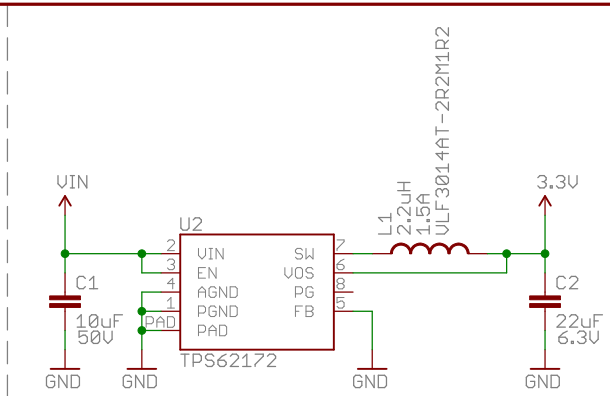 VIN
3.3V
L1
2.2uH
1.5A
VLF3014AT-2R2M1R2
U2
2 VIN SW 7
3 EN VOS 6
4 AGND PG 8
1 PGND FB 5
PAD PAD
TPS62172
C1
10uF
50V
C2
22uF
6.3V
GND
GND
GND
GND